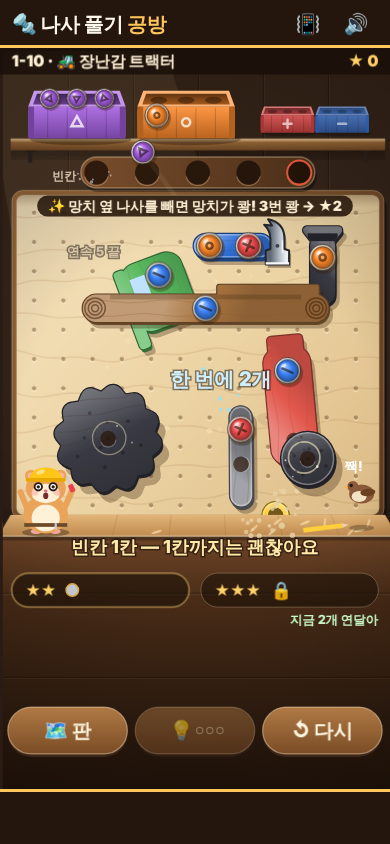 나사 풀기 공방
1-10 · 장난감 트랙터
★ 0
빈칸
망치 옆 나사를 빼면 망치가 쾅! 3번 쾅 → ★2
연속 5 끝
한 번에 2개
짹!
빈칸 1칸 — 1칸까지는 괜찮아요
★★
★★★
지금 2개 연달아
판
다시